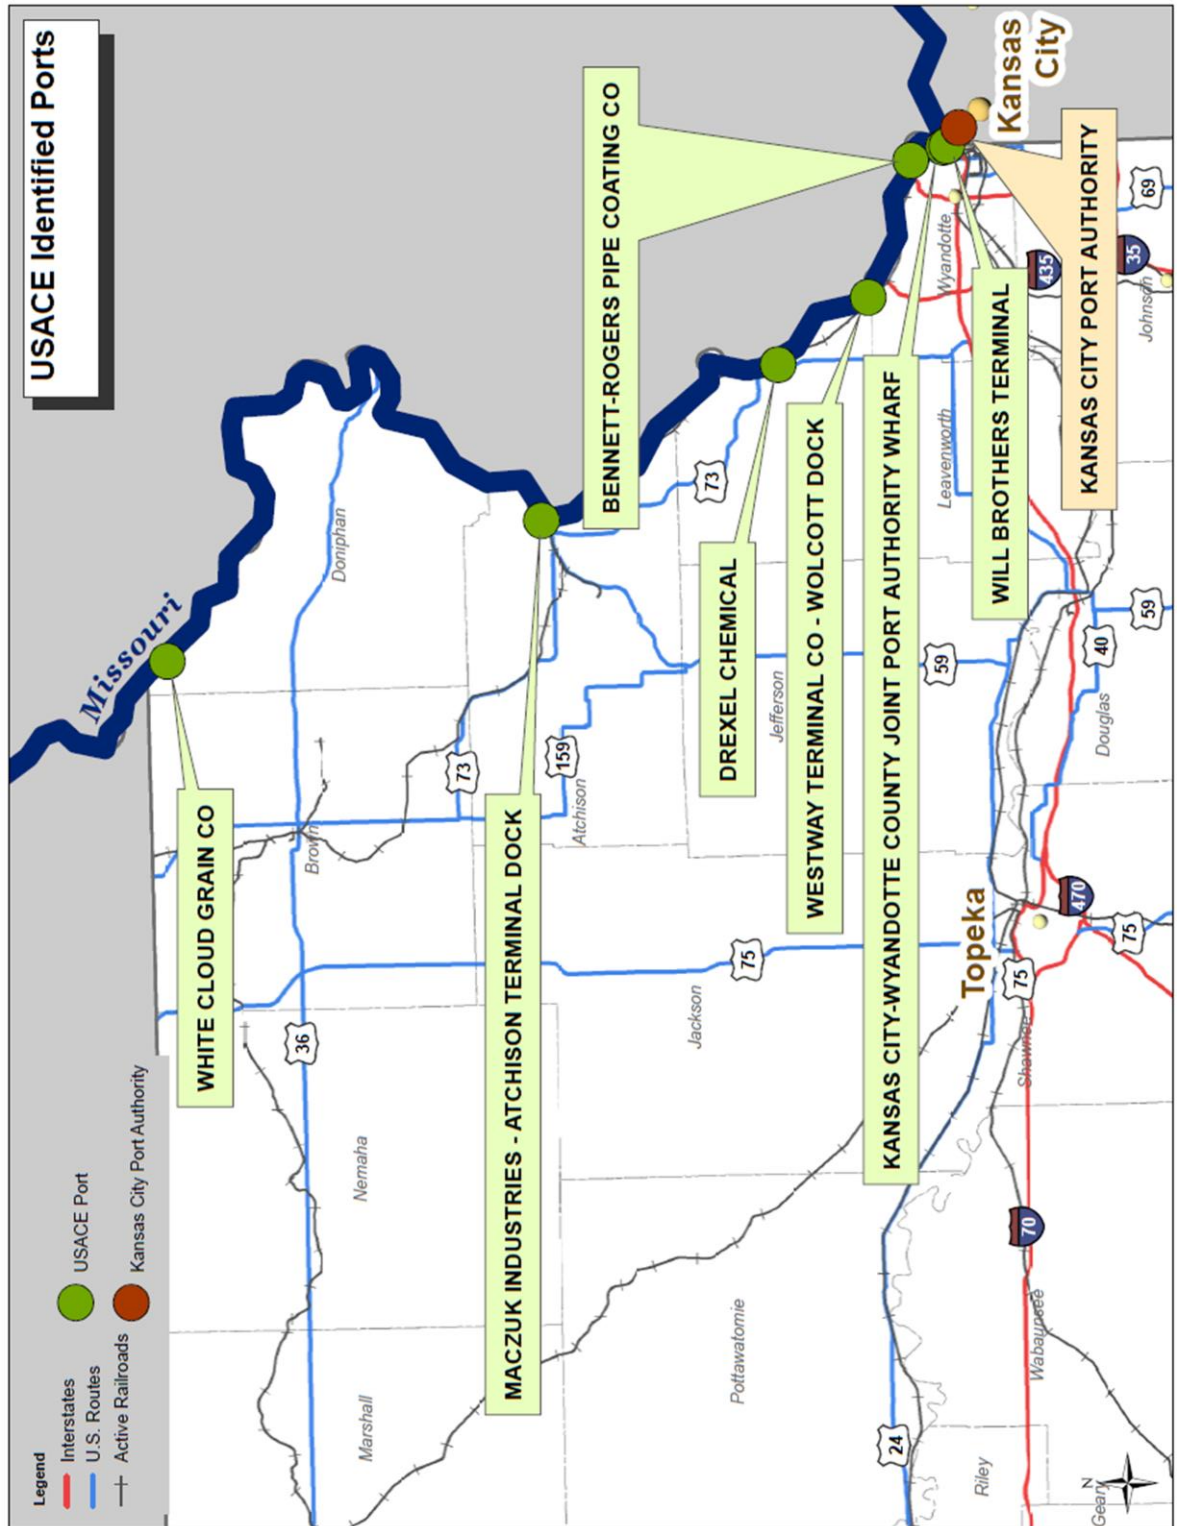 USACE Identified Ports
Legend
Interstates
U.S. Routes
Active Railroads
USACE Port
Kansas City Port Authority
Missouri
WHITE CLOUD GRAIN CO
MACZUK INDUSTRIES - ATCHISON TERMINAL DOCK
BENNETT-ROGERS PIPE COATING CO
DREXEL CHEMICAL
WESTWAY TERMINAL CO - WOLCOTT DOCK
KANSAS CITY-WYANDOTTE COUNTY JOINT PORT AUTHORITY WHARF
WILL BROTHERS TERMINAL
KANSAS CITY PORT AUTHORITY
Kansas
City
Topeka
Marshall
Nemaha
Brown
Doniphan
Atchison
Pottawatomie
Jackson
Jefferson
Leavenworth
Wyandotte
Riley
Geary
Wabaunsee
Shawnee
Douglas
Johnson
36
73
159
73
75
59
24
70
75
470
75
40
59
435
35
69
N